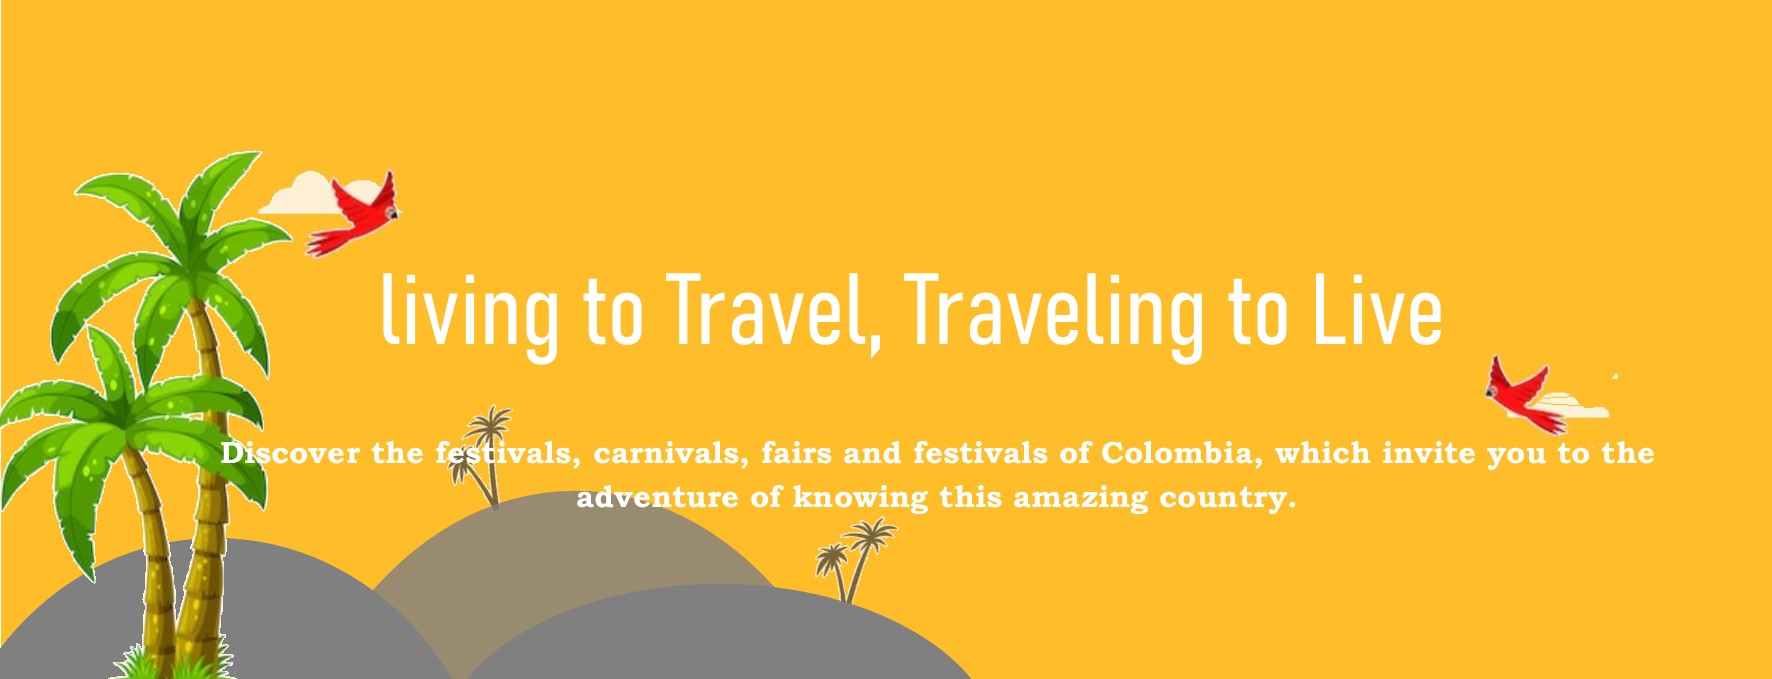 living to Travel, Traveling to Live
Discover the festivals, carnivals, fairs and festivals of Colombia, which invite you to the
adventure of knowing this amazing country.